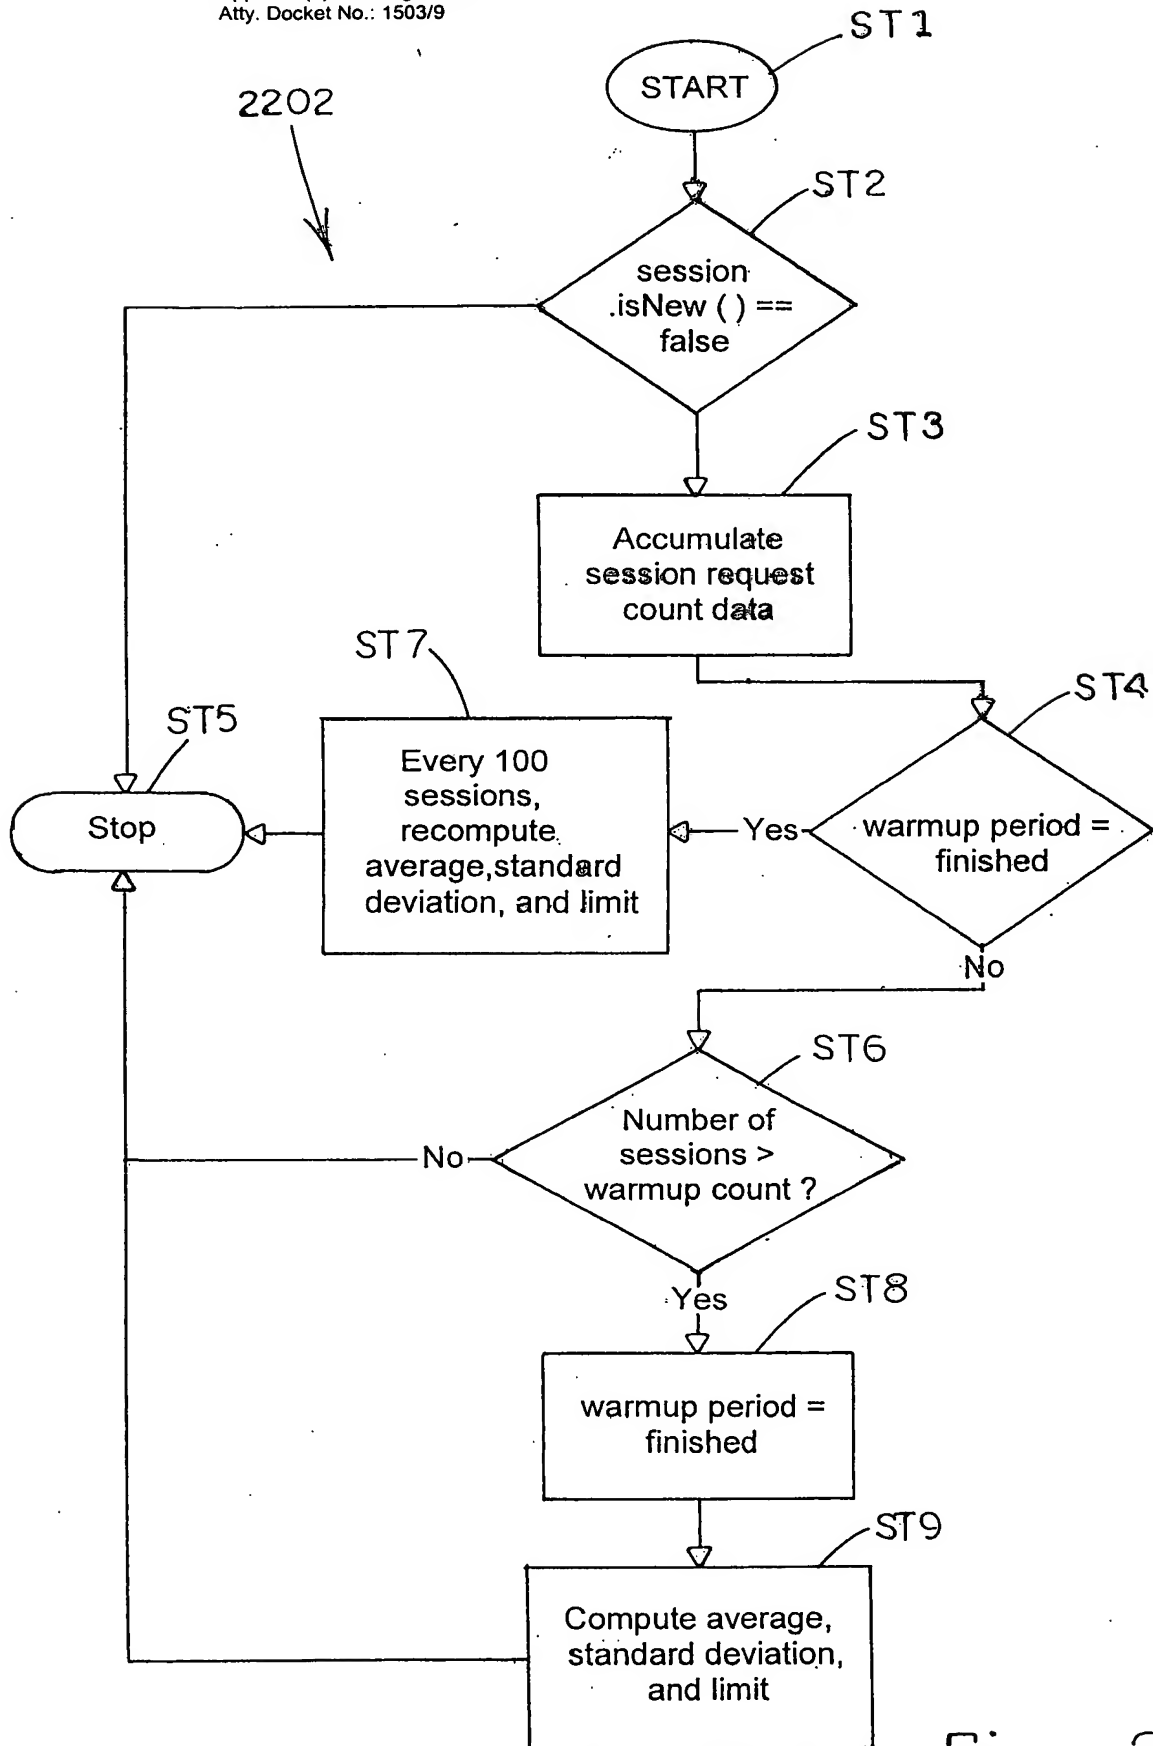 Atty. Docket No.: 1503/9
ST1
START
2202
ST2
session
.isNew ( ) ==
false
ST3
Accumulate
session request
count data
ST7
ST4
ST5
Every 100
sessions,
recompute
average,standard
deviation, and limit
Stop
Yes
warmup period =
finished
No
ST6
Number of
sessions >
warmup count ?
No
Yes
ST8
warmup period =
finished
ST9
Compute average,
standard deviation,
and limit